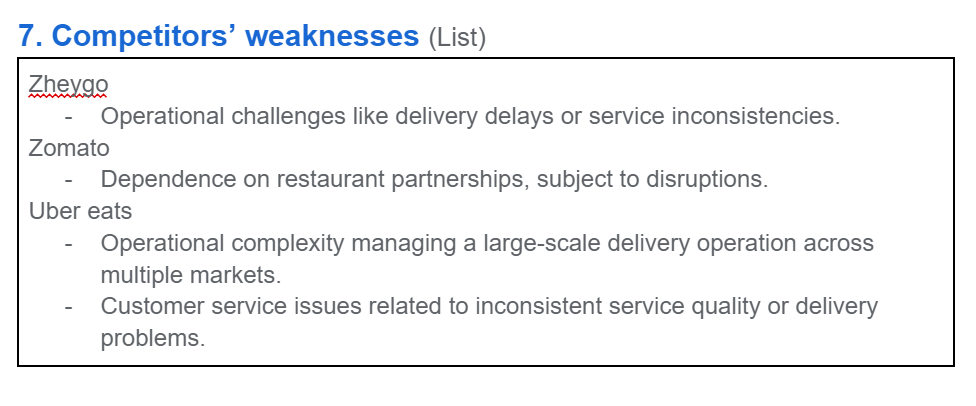 7. Competitors’ weaknesses (List)
Zheygo
- Operational challenges like delivery delays or service inconsistencies.
Zomato
- Dependence on restaurant partnerships, subject to disruptions.
Uber eats
- Operational complexity managing a large-scale delivery operation across
multiple markets.
- Customer service issues related to inconsistent service quality or delivery
problems.